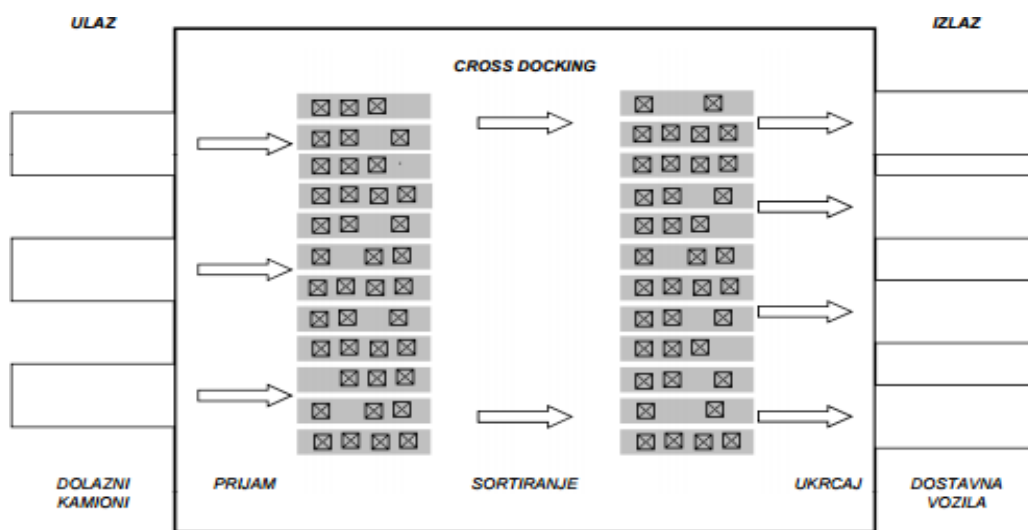 ULAZ
IZLAZ
CROSS DOCKING
DOLAZNI
KAMIONI
PRIJAM
SORTIRANJE
UKRCAJ
DOSTAVNA
VOZILA